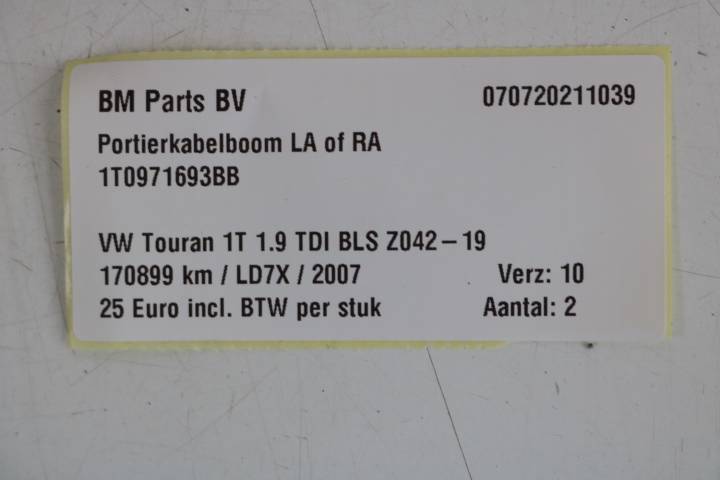 BM Parts BV 070720211039
Portierkabelboom LA of RA
1T0971693BB
VW Touran 1T 1.9 TDI BLS Z042-19
170899 km / LD7X / 2007 Verz: 10
25 Euro incl. BTW per stuk Aantal: 2